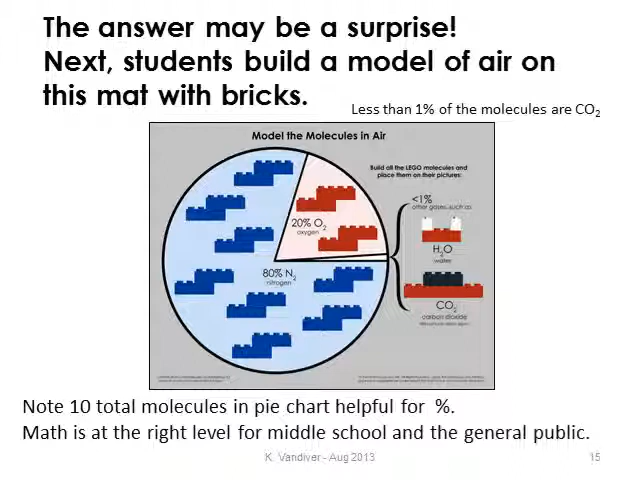 The answer may be a surprise!
Next, students build a model of air on
this mat with bricks.
Less than 1% of the molecules are CO₂
Model the Molecules in Air
Build all the LEGO molecules and
place them on their pictures:
20% O₂
oxygen
<1%
other gases such as:
H₂O
water
80% N₂
nitrogen
CO₂
carbon dioxide
Note 10 total molecules in pie chart helpful for %.
Math is at the right level for middle school and the general public.
K. Vandiver - Aug 2013
15